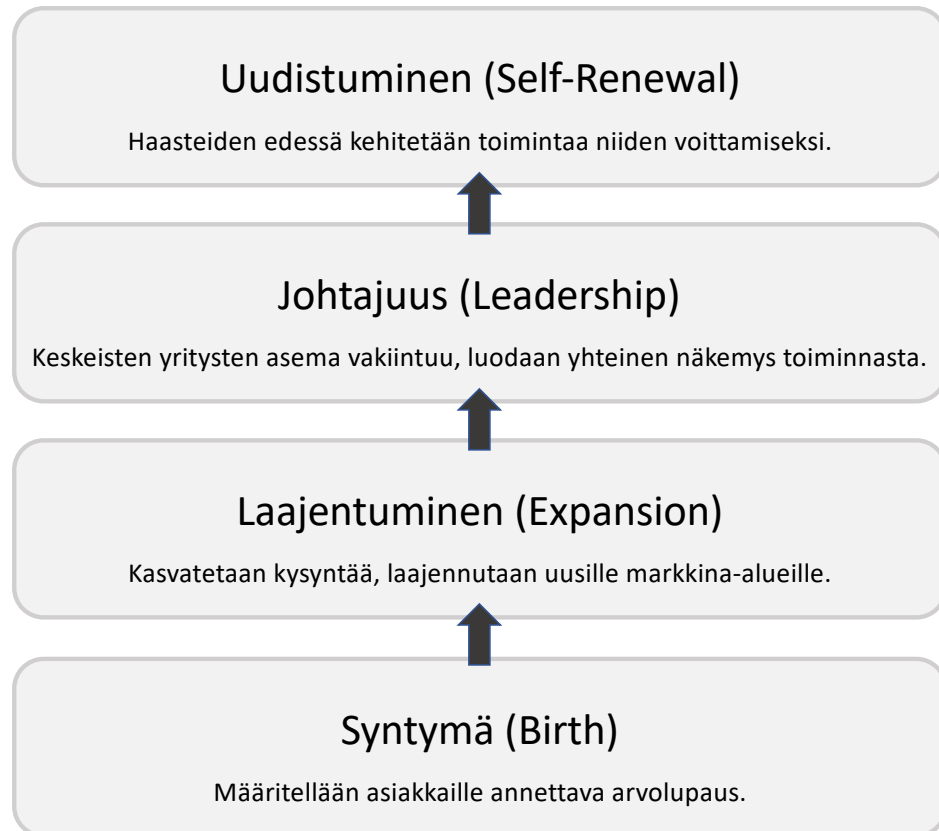 Uudistuminen (Self-Renewal)
Haasteiden edessä kehitetään toimintaa niiden voittamiseksi.
Johtajuus (Leadership)
Keskeisten yritysten asema vakiintuu, luodaan yhteinen näkemys toiminnasta.
Laajentuminen (Expansion)
Kasvatetaan kysyntää, laajennutaan uusille markkina-alueille.
Syntymä (Birth)
Määritellään asiakkaille annettava arvolupaus.